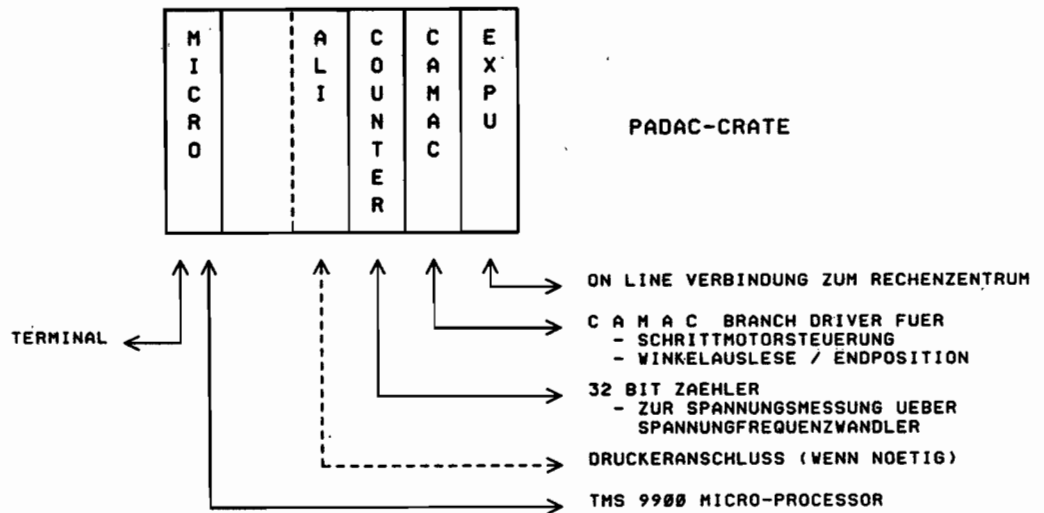 MICRO
ALI
COUNTER
CAMAC
EXPU
PADAC-CRATE
ON LINE VERBINDUNG ZUM RECHENZENTRUM
C A M A C BRANCH DRIVER FUER
- SCHRITTMOTORSTEUERUNG
- WINKELAUSLESE / ENDPOSITION
TERMINAL
32 BIT ZAEHLER
- ZUR SPANNUNGSMESSUNG UEBER
SPANNUNGFREQUENZWANDLER
DRUCKERANSCHLUSS (WENN NOETIG)
TMS 9900 MICRO-PROCESSOR